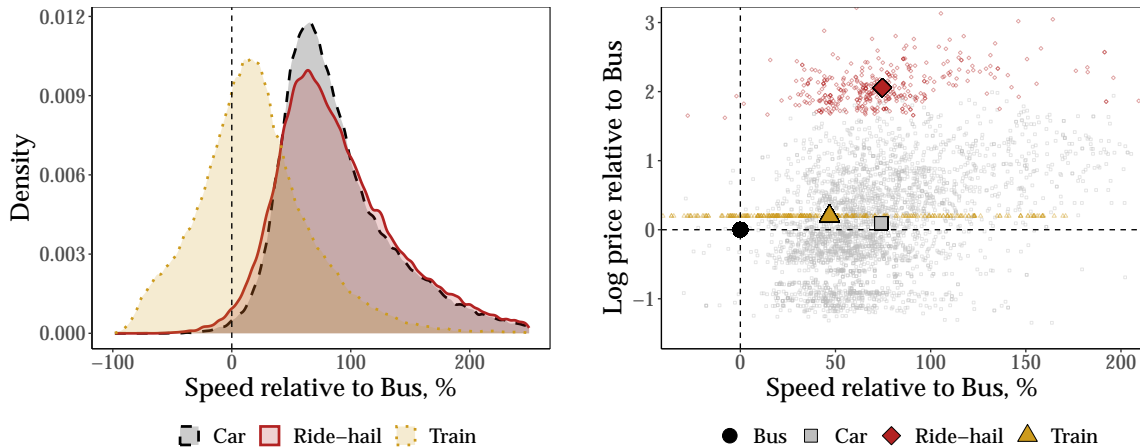 0.012
0.009
0.006
0.003
0.000
Density
−100
0
100
200
Speed relative to Bus, %
Car
Ride−hail
Train
3
2
1
0
−1
Log price relative to Bus
0
50
100
150
200
Speed relative to Bus, %
Bus
Car
Ride−hail
Train